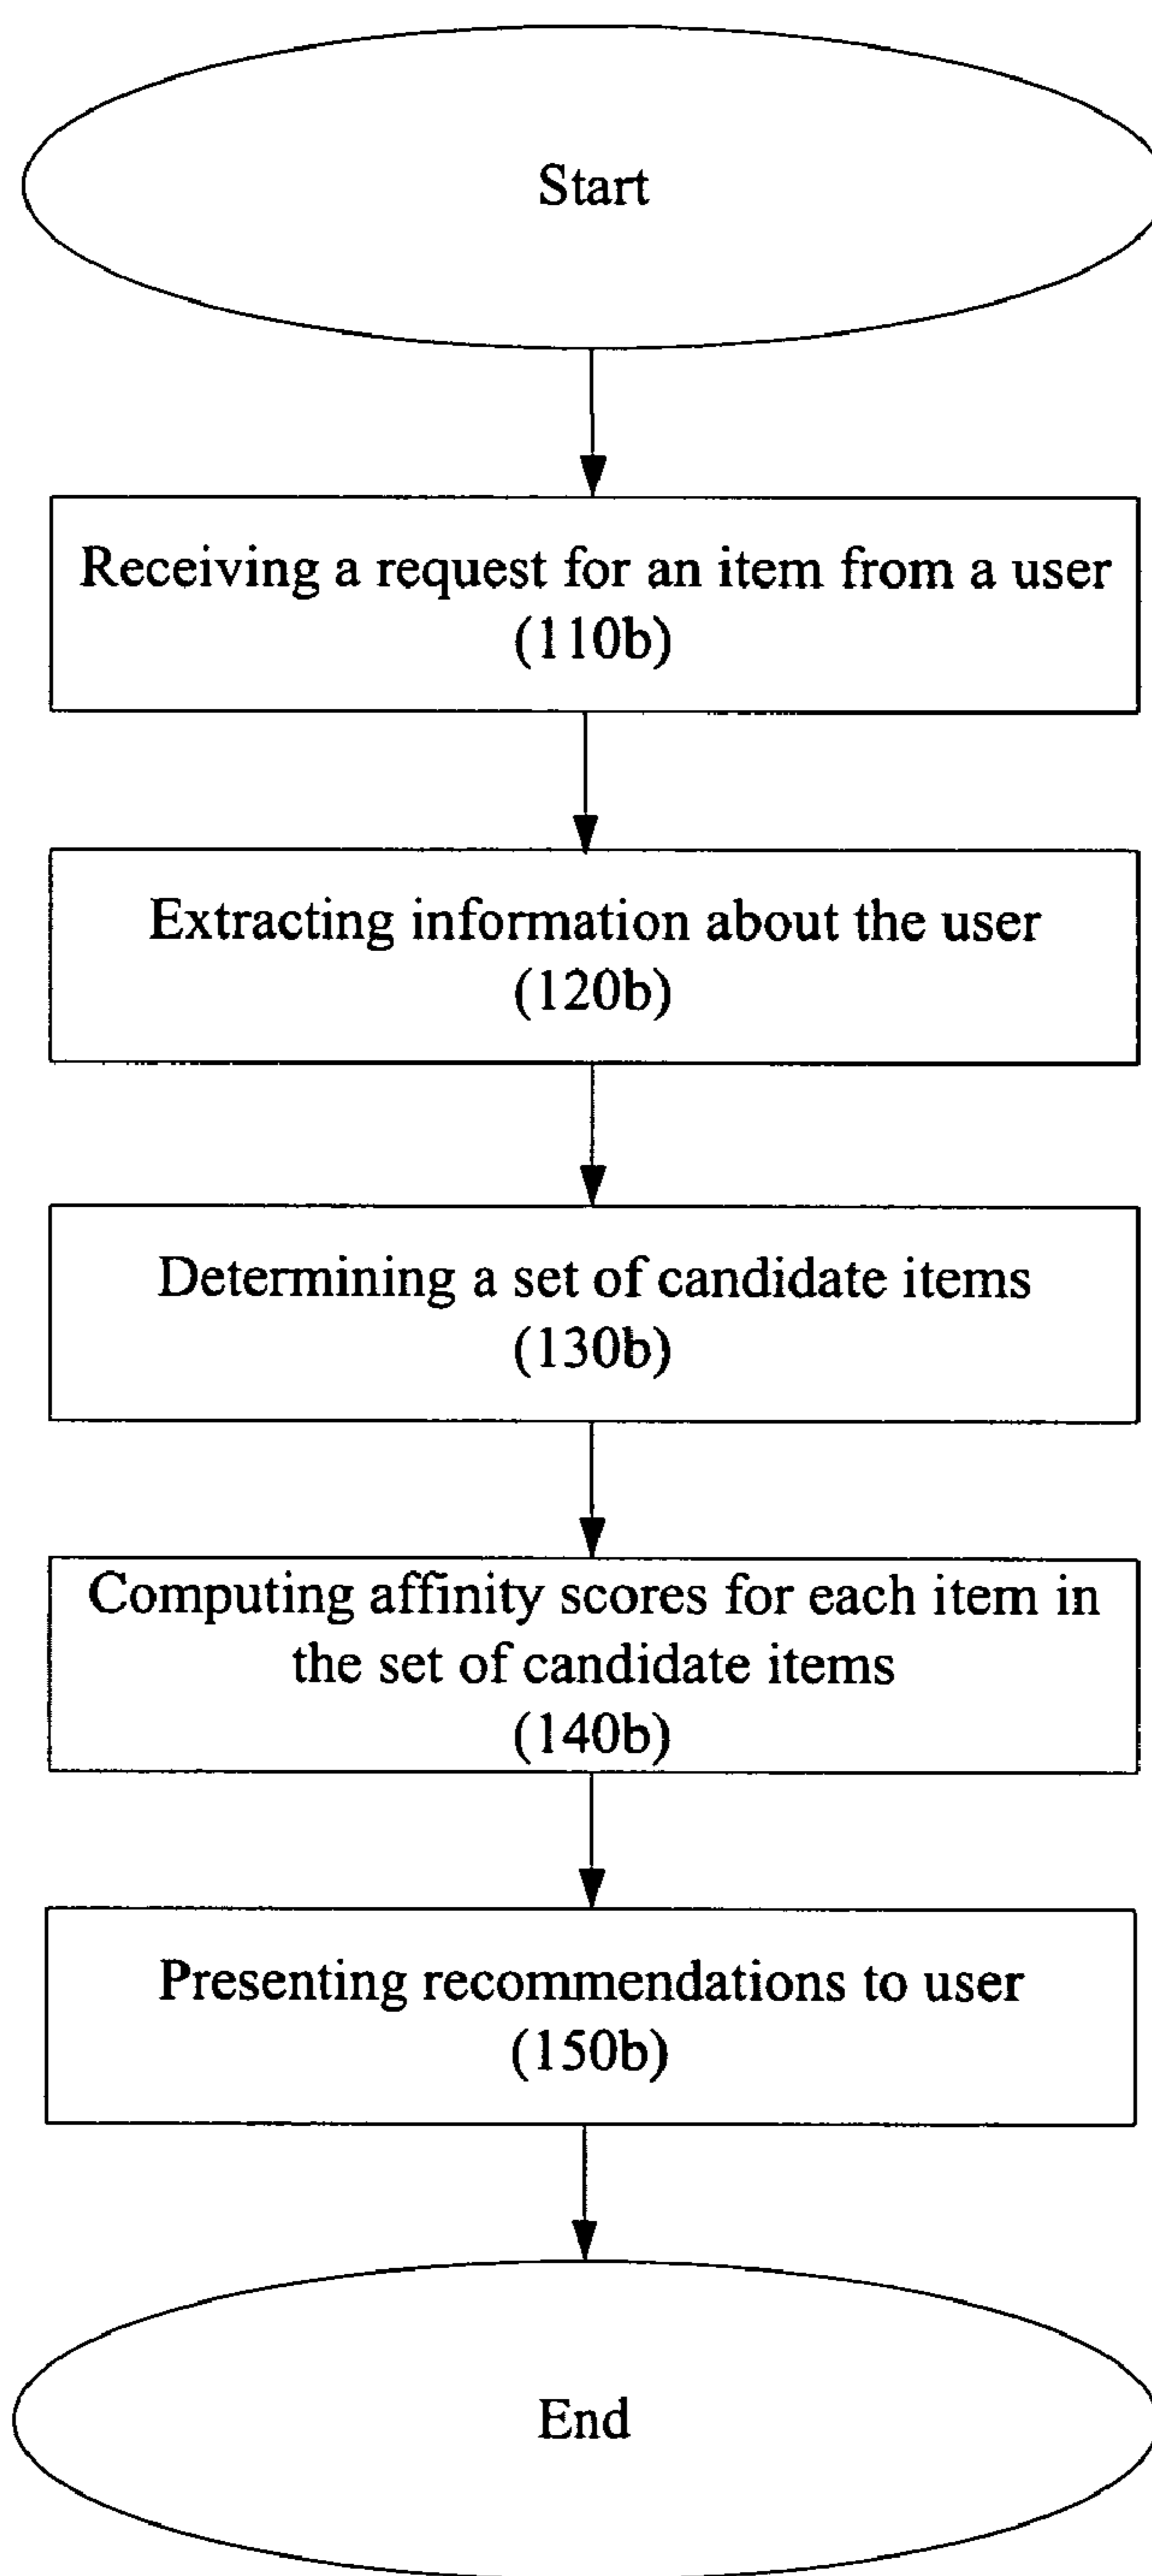 Start
Receiving a request for an item from a user
(110b)
Extracting information about the user
(120b)
Determining a set of candidate items
(130b)
Computing affinity scores for each item in
the set of candidate items
(140b)
Presenting recommendations to user
(150b)
End